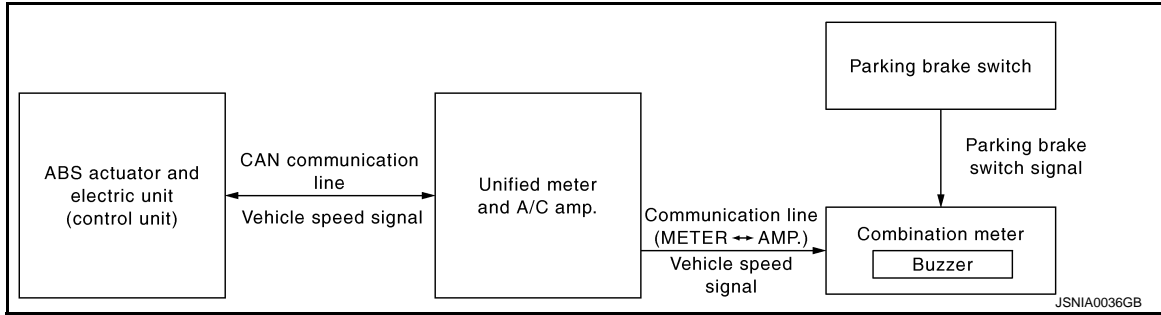 ABS actuator and
electric unit
(control unit)
CAN communication
line
Vehicle speed signal
Unified meter
and A/C amp.
Communication line
(METER ↔ AMP.)
Vehicle speed
signal
Parking brake switch
Parking brake
switch signal
Combination meter
Buzzer
JSNIA0036GB